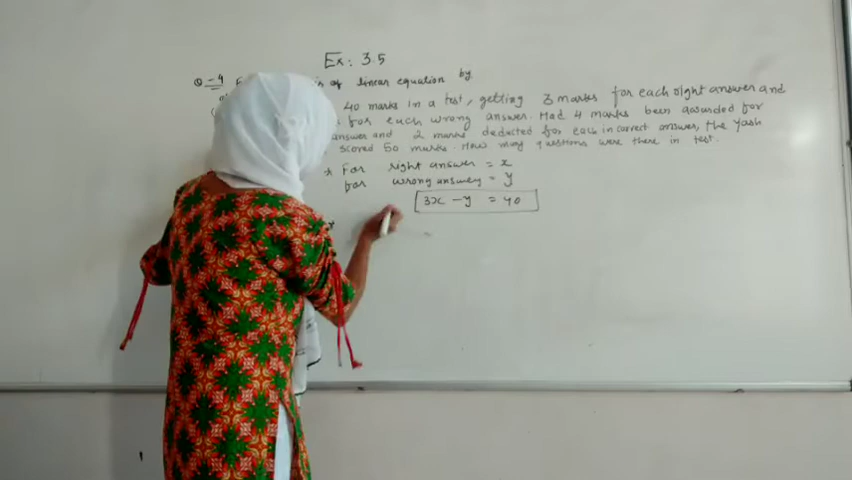 Ex: 3.5
Q-4 of linear equation by
40 marks in a test, getting 3 marks for each right answer and
for each wrong answer. Had 4 marks been awarded for
answer and 2 marks deducted for each incorrect answer, the Yash
scored 50 marks. How many questions were there in test.
* For right answer = x
for wrong answer = y
3x - y = 40